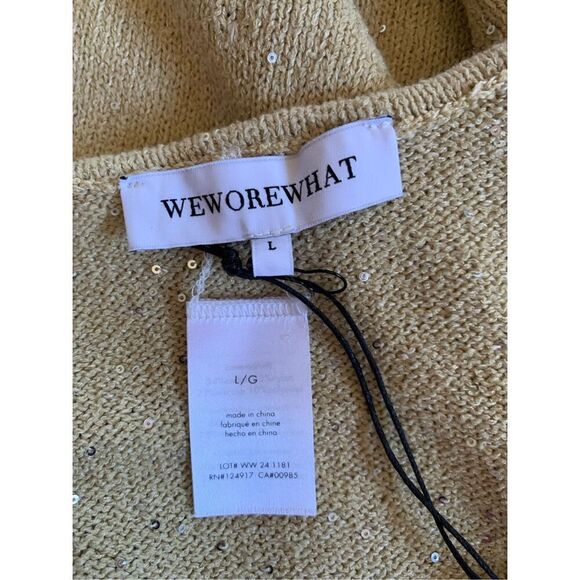 WEWOREWHAT
L
L/G
made in china
fabriqué en chine
hecho en china
LOT# WW 24 1181
RN#124917 CA#00985